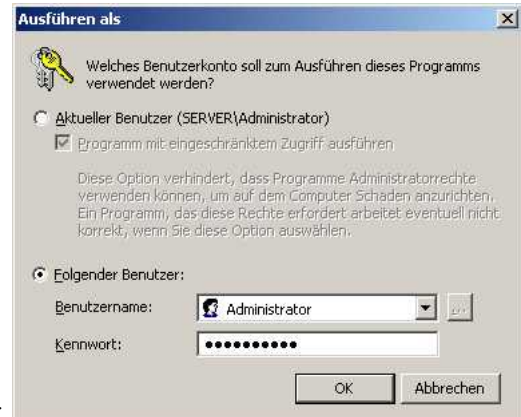 Ausführen als
Welches Benutzerkonto soll zum Ausführen dieses Programms
verwendet werden?
Aktueller Benutzer (SERVER\Administrator)
Programm mit eingeschränktem Zugriff ausführen
Diese Option verhindert, dass Programme Administratorrechte
verwenden können, um auf dem Computer Schaden anzurichten.
Ein Programm, das diese Rechte erfordert arbeitet eventuell nicht
korrekt, wenn Sie diese Option auswählen.
Folgender Benutzer:
Benutzername: Administrator ...
Kennwort: ●●●●●●●●●●
OK Abbrechen